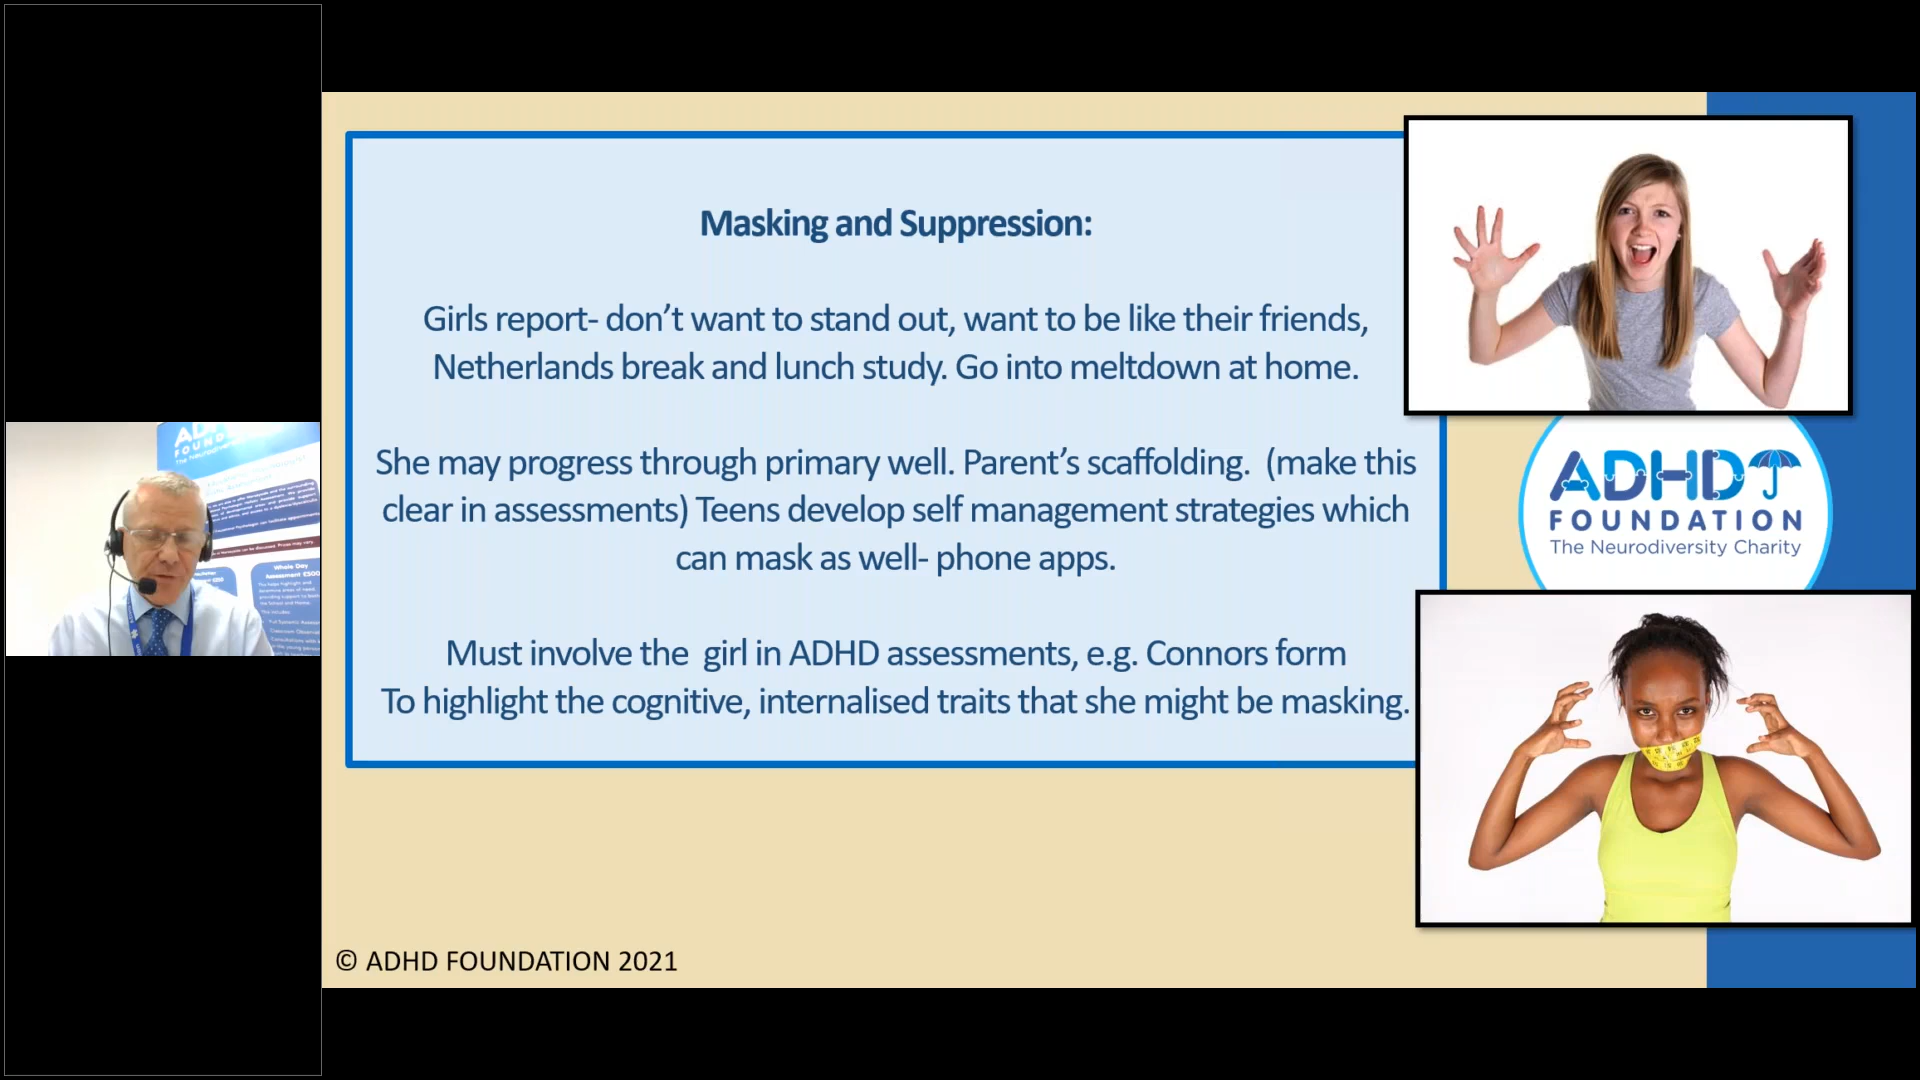 Masking and Suppression:
Girls report- don’t want to stand out, want to be like their friends,
Netherlands break and lunch study. Go into meltdown at home.
She may progress through primary well. Parent’s scaffolding.  (make this
clear in assessments) Teens develop self management strategies which
can mask as well- phone apps.
Must involve the  girl in ADHD assessments, e.g. Connors form
To highlight the cognitive, internalised traits that she might be masking.
ADHD
FOUNDATION
The Neurodiversity Charity
© ADHD FOUNDATION 2021
Whole Day
Assessment £500